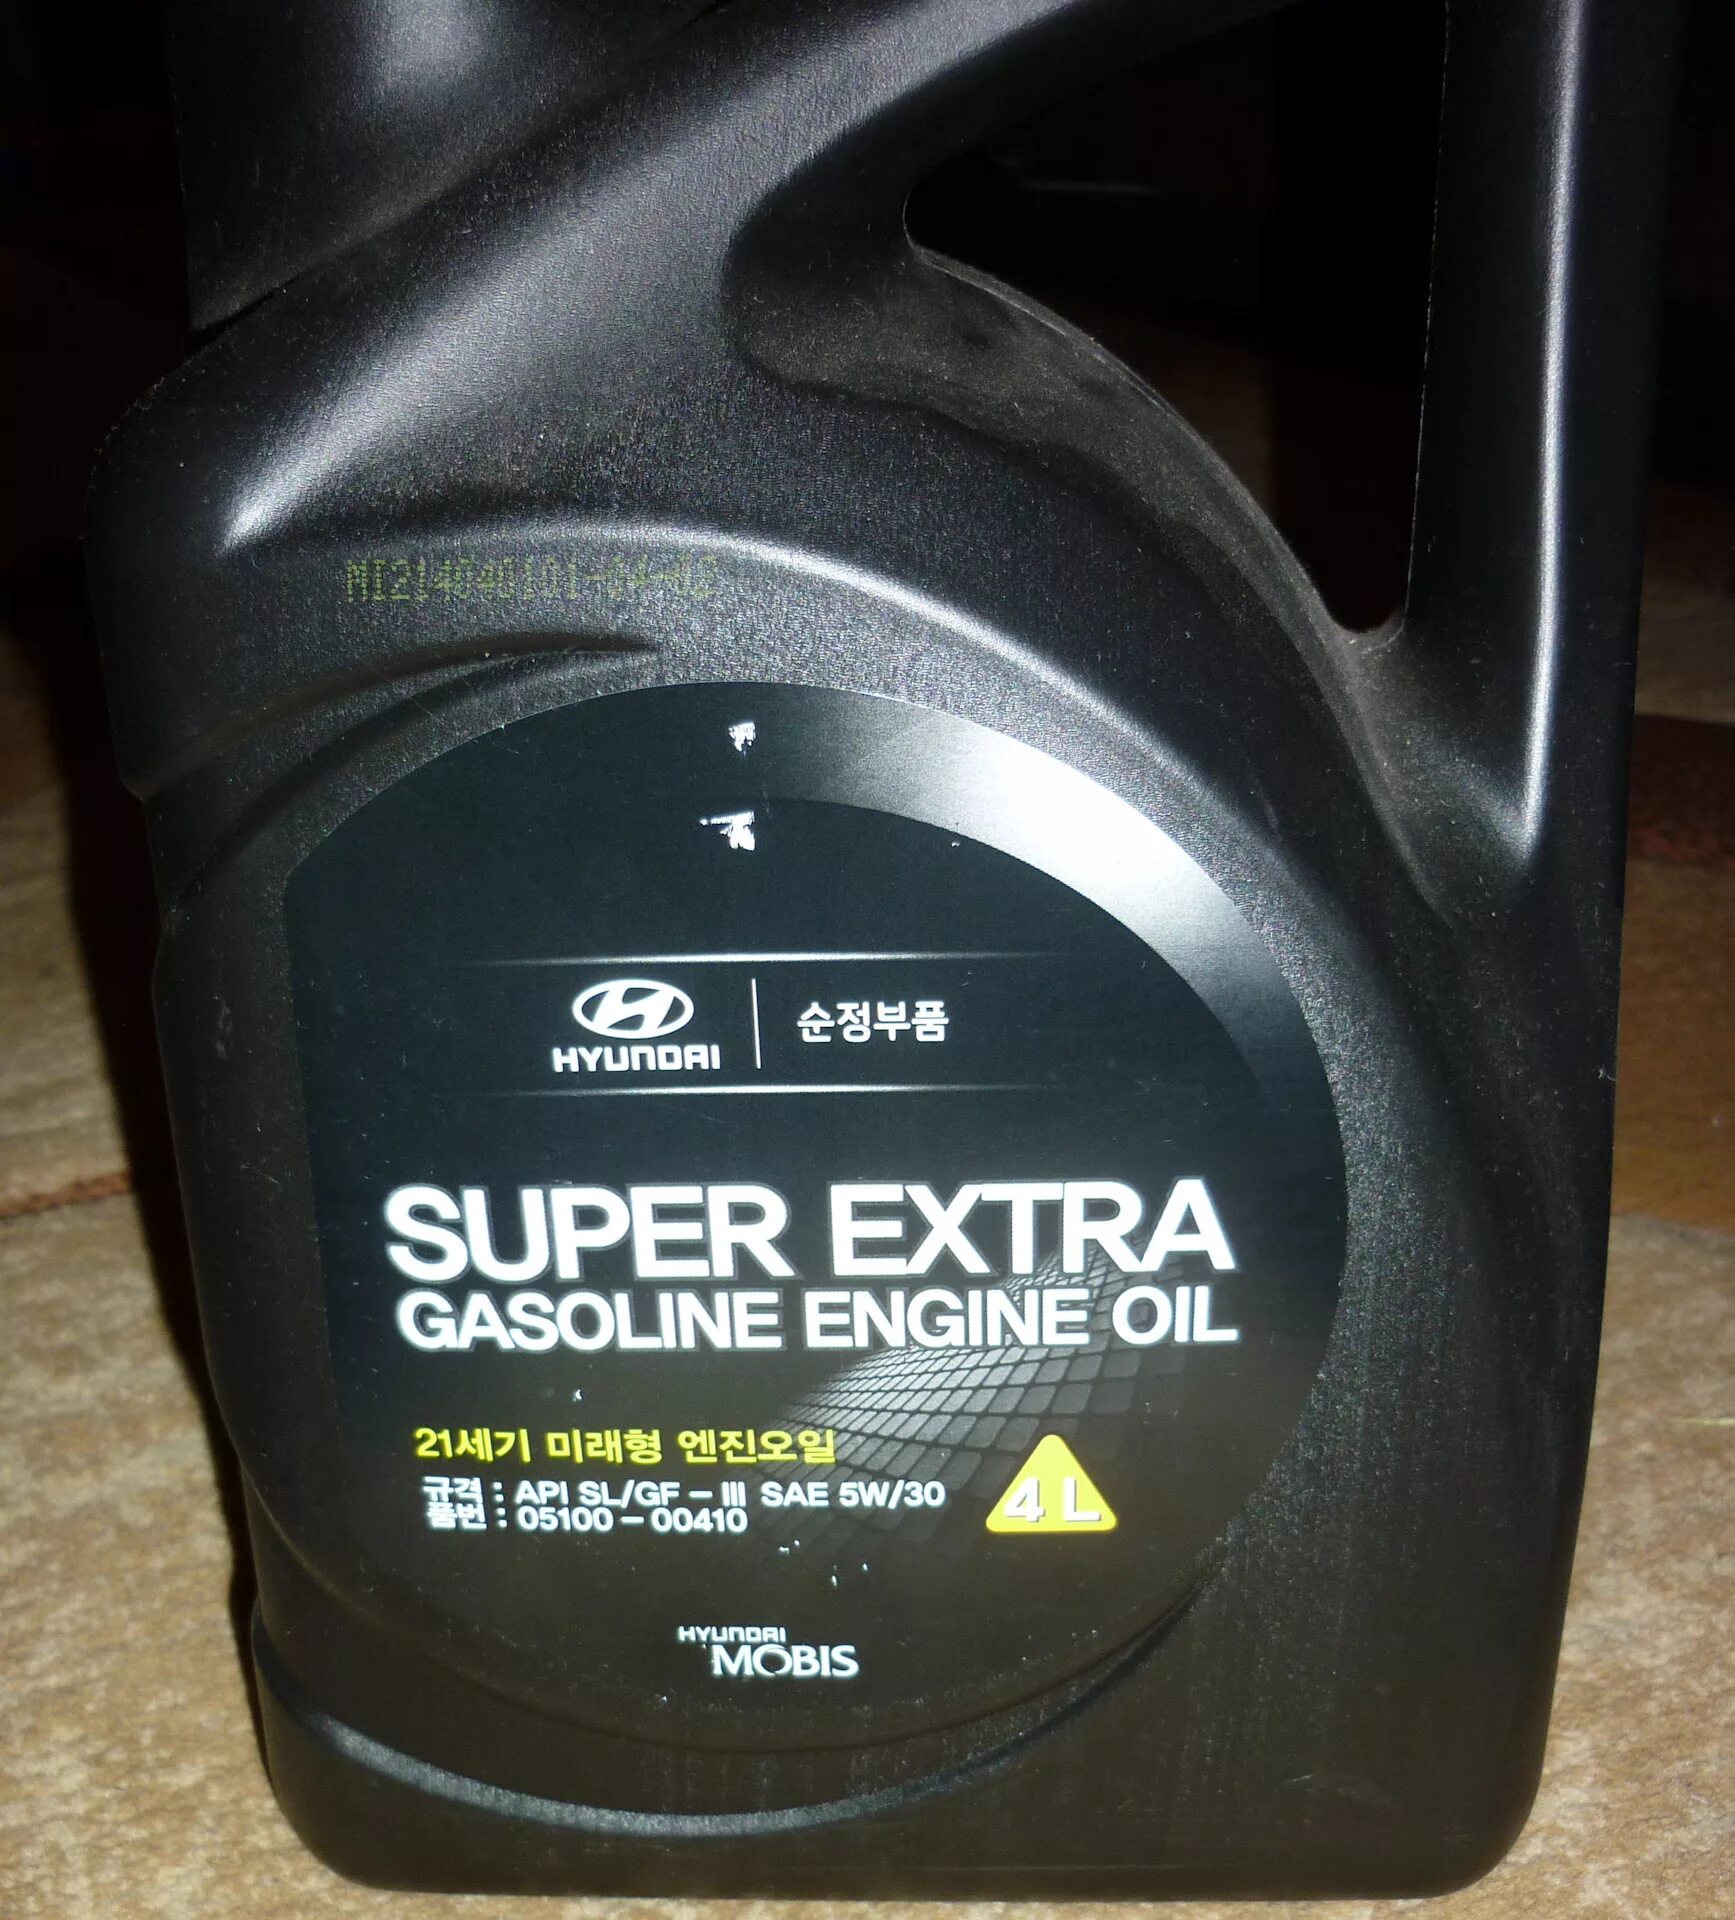 HYUNDAI
순정부품
SUPER EXTRA
GASOLINE ENGINE OIL
21세기 미래형 엔진오일
규격 : API SL/GF – III SAE 5W/30
품번 : 05100 – 00410
4 L
HYUNDAI
MOBIS